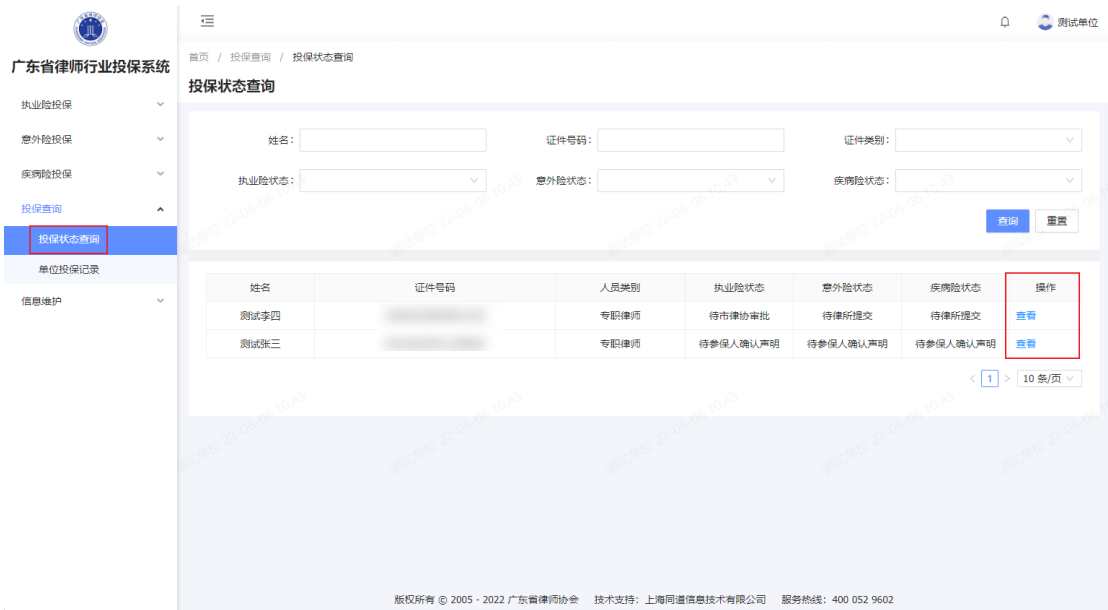 测试单位
广东省律师行业投保系统
首页 / 投保查询 / 投保状态查询
投保状态查询
执业险投保
意外险投保
疾病险投保
投保查询
投保状态查询
单位投保记录
信息维护
姓名: 证件号码: 证件类别:
执业险状态: 意外险状态: 疾病险状态:
查询 重置
姓名 证件号码 人员类别 执业险状态 意外险状态 疾病险状态 操作
测试李四 专职律师 待市律协审批 待律所提交 待律所提交 查看
测试张三 专职律师 待参保人确认声明 待参保人确认声明 待参保人确认声明 查看
< 1 > 10 条/页
测试单位 22-06-06 10:43
版权所有 © 2005 - 2022 广东省律师协会 技术支持: 上海同道信息技术有限公司 服务热线: 400 052 9602